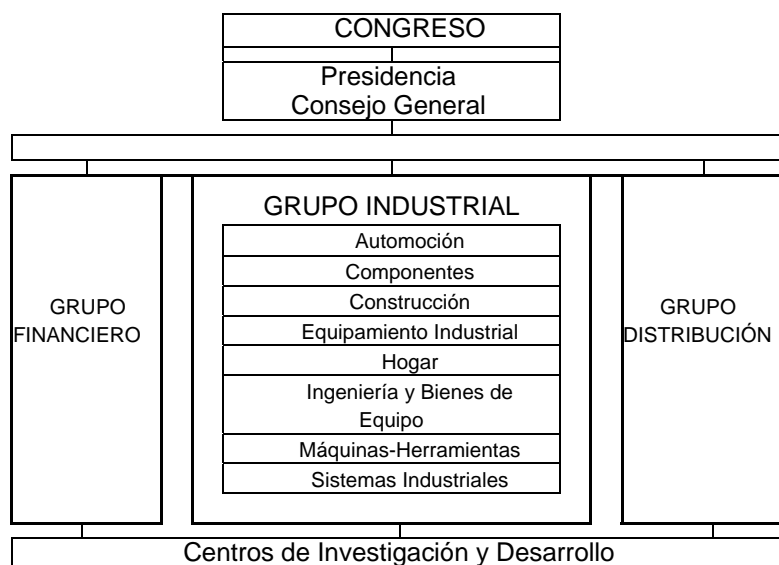 CONGRESO
Presidencia
Consejo General
GRUPO
FINANCIERO
GRUPO INDUSTRIAL
Automoción
Componentes
Construcción
Equipamiento Industrial
Hogar
Ingeniería y Bienes de
Equipo
Máquinas-Herramientas
Sistemas Industriales
GRUPO
DISTRIBUCIÓN
Centros de Investigación y Desarrollo